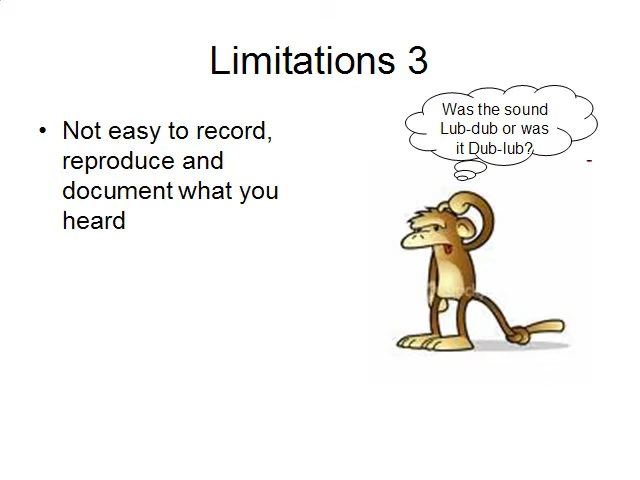 Limitations 3
• Not easy to record,
reproduce and
document what you
heard
Was the sound
Lub-dub or was
it Dub-lub?